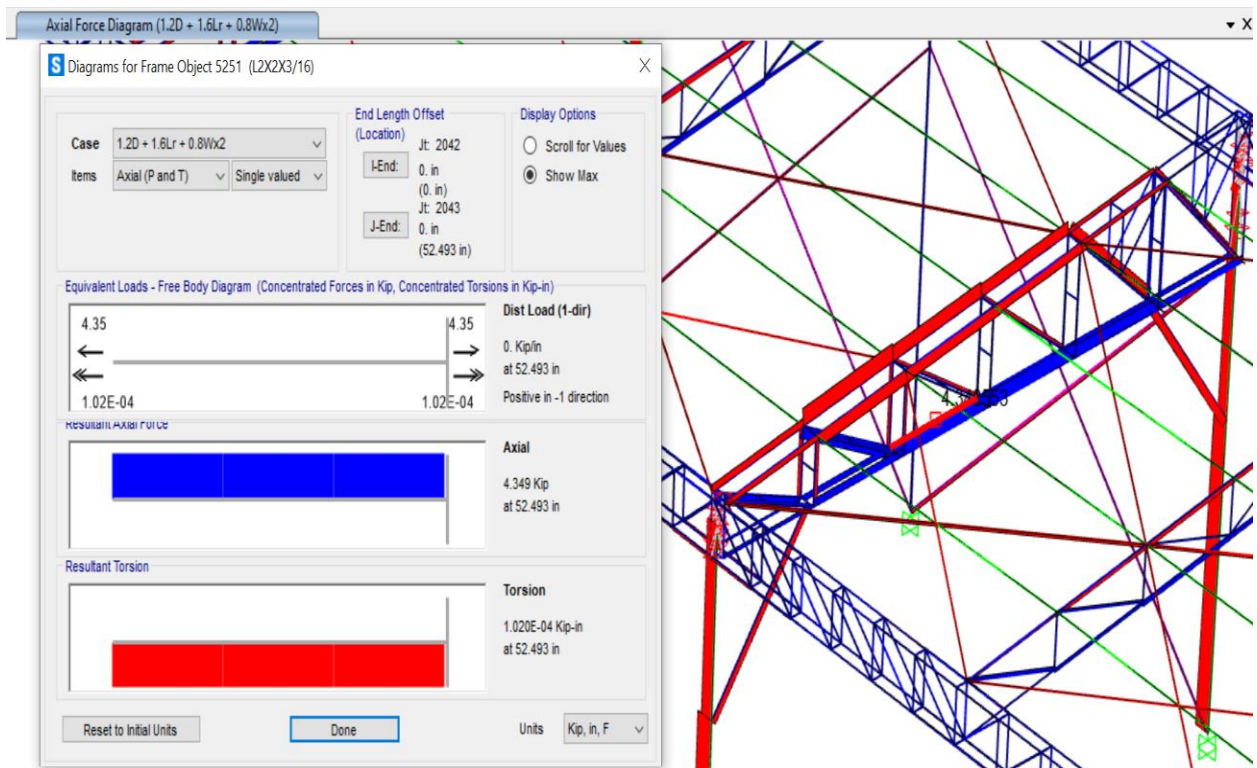 Axial Force Diagram (1.2D + 1.6Lr + 0.8Wx2)
X
S Diagrams for Frame Object 5251 (L2X2X3/16)
X
Case 1.2D + 1.6Lr + 0.8Wx2
Items Axial (P and T) Single valued
End Length Offset
(Location)
Jt: 2042
I-End: 0. in
(0. in)
Jt: 2043
J-End: 0. in
(52.493 in)
Display Options
Scroll for Values
Show Max
Equivalent Loads - Free Body Diagram (Concentrated Forces in Kip, Concentrated Torsions in Kip-in)
4.35 4.35
1.02E-04 1.02E-04
Dist Load (1-dir)
0. Kip/in
at 52.493 in
Positive in -1 direction
Resultant Axial Force
Axial
4.349 Kip
at 52.493 in
Resultant Torsion
Torsion
1.020E-04 Kip-in
at 52.493 in
Reset to Initial Units Done Units Kip, in, F